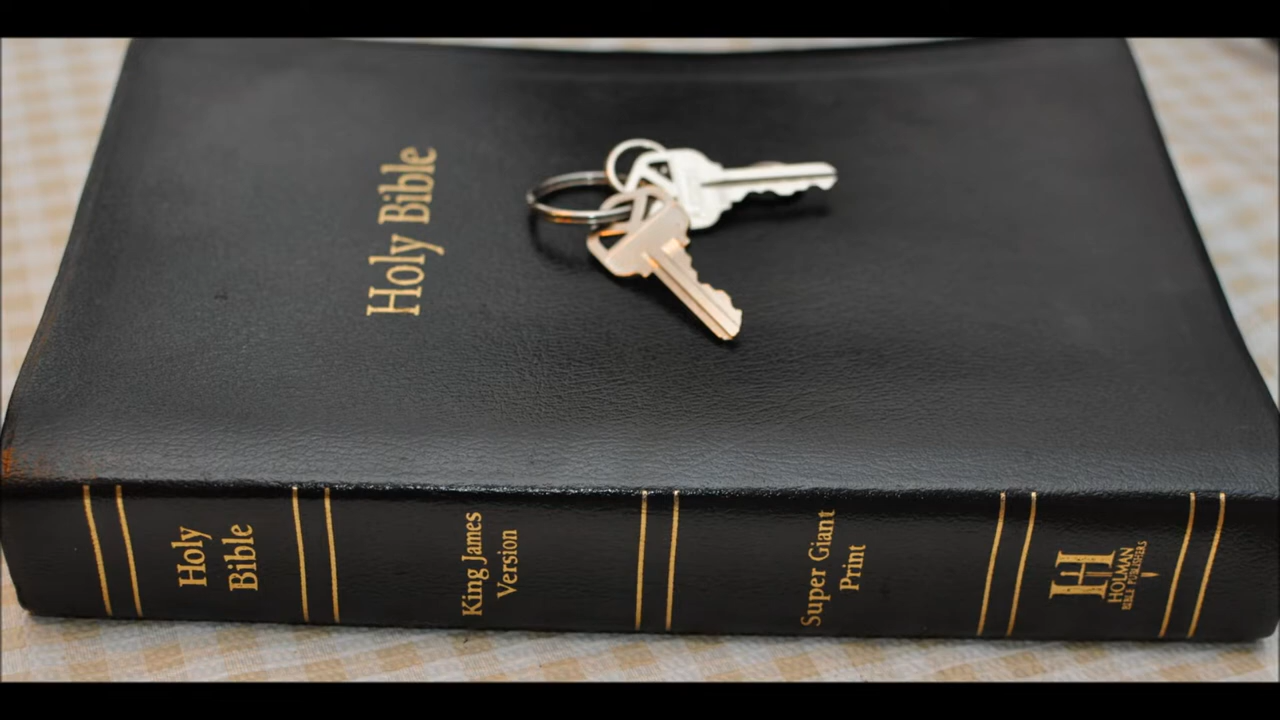 Holy Bible
Holy
Bible
King James
Version
Super Giant
Print
HOLMAN
BIBLE PUBLISHERS